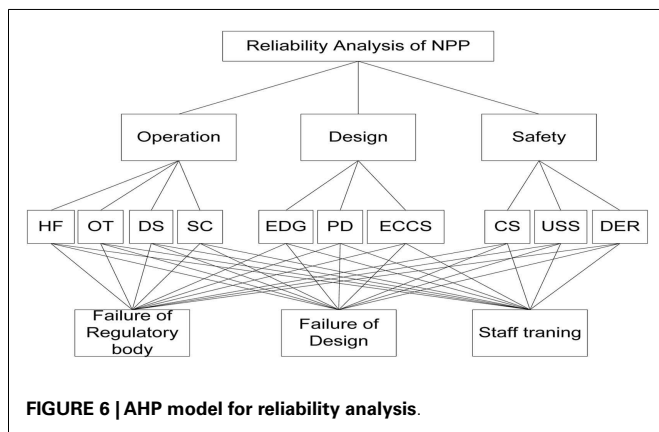 Reliability Analysis of NPP
Operation
Design
Safety
HF
OT
DS
SC
EDG
PD
ECCS
CS
USS
DER
Failure of
Regulatory
body
Failure of
Design
Staff traning
FIGURE 6 | AHP model for reliability analysis.